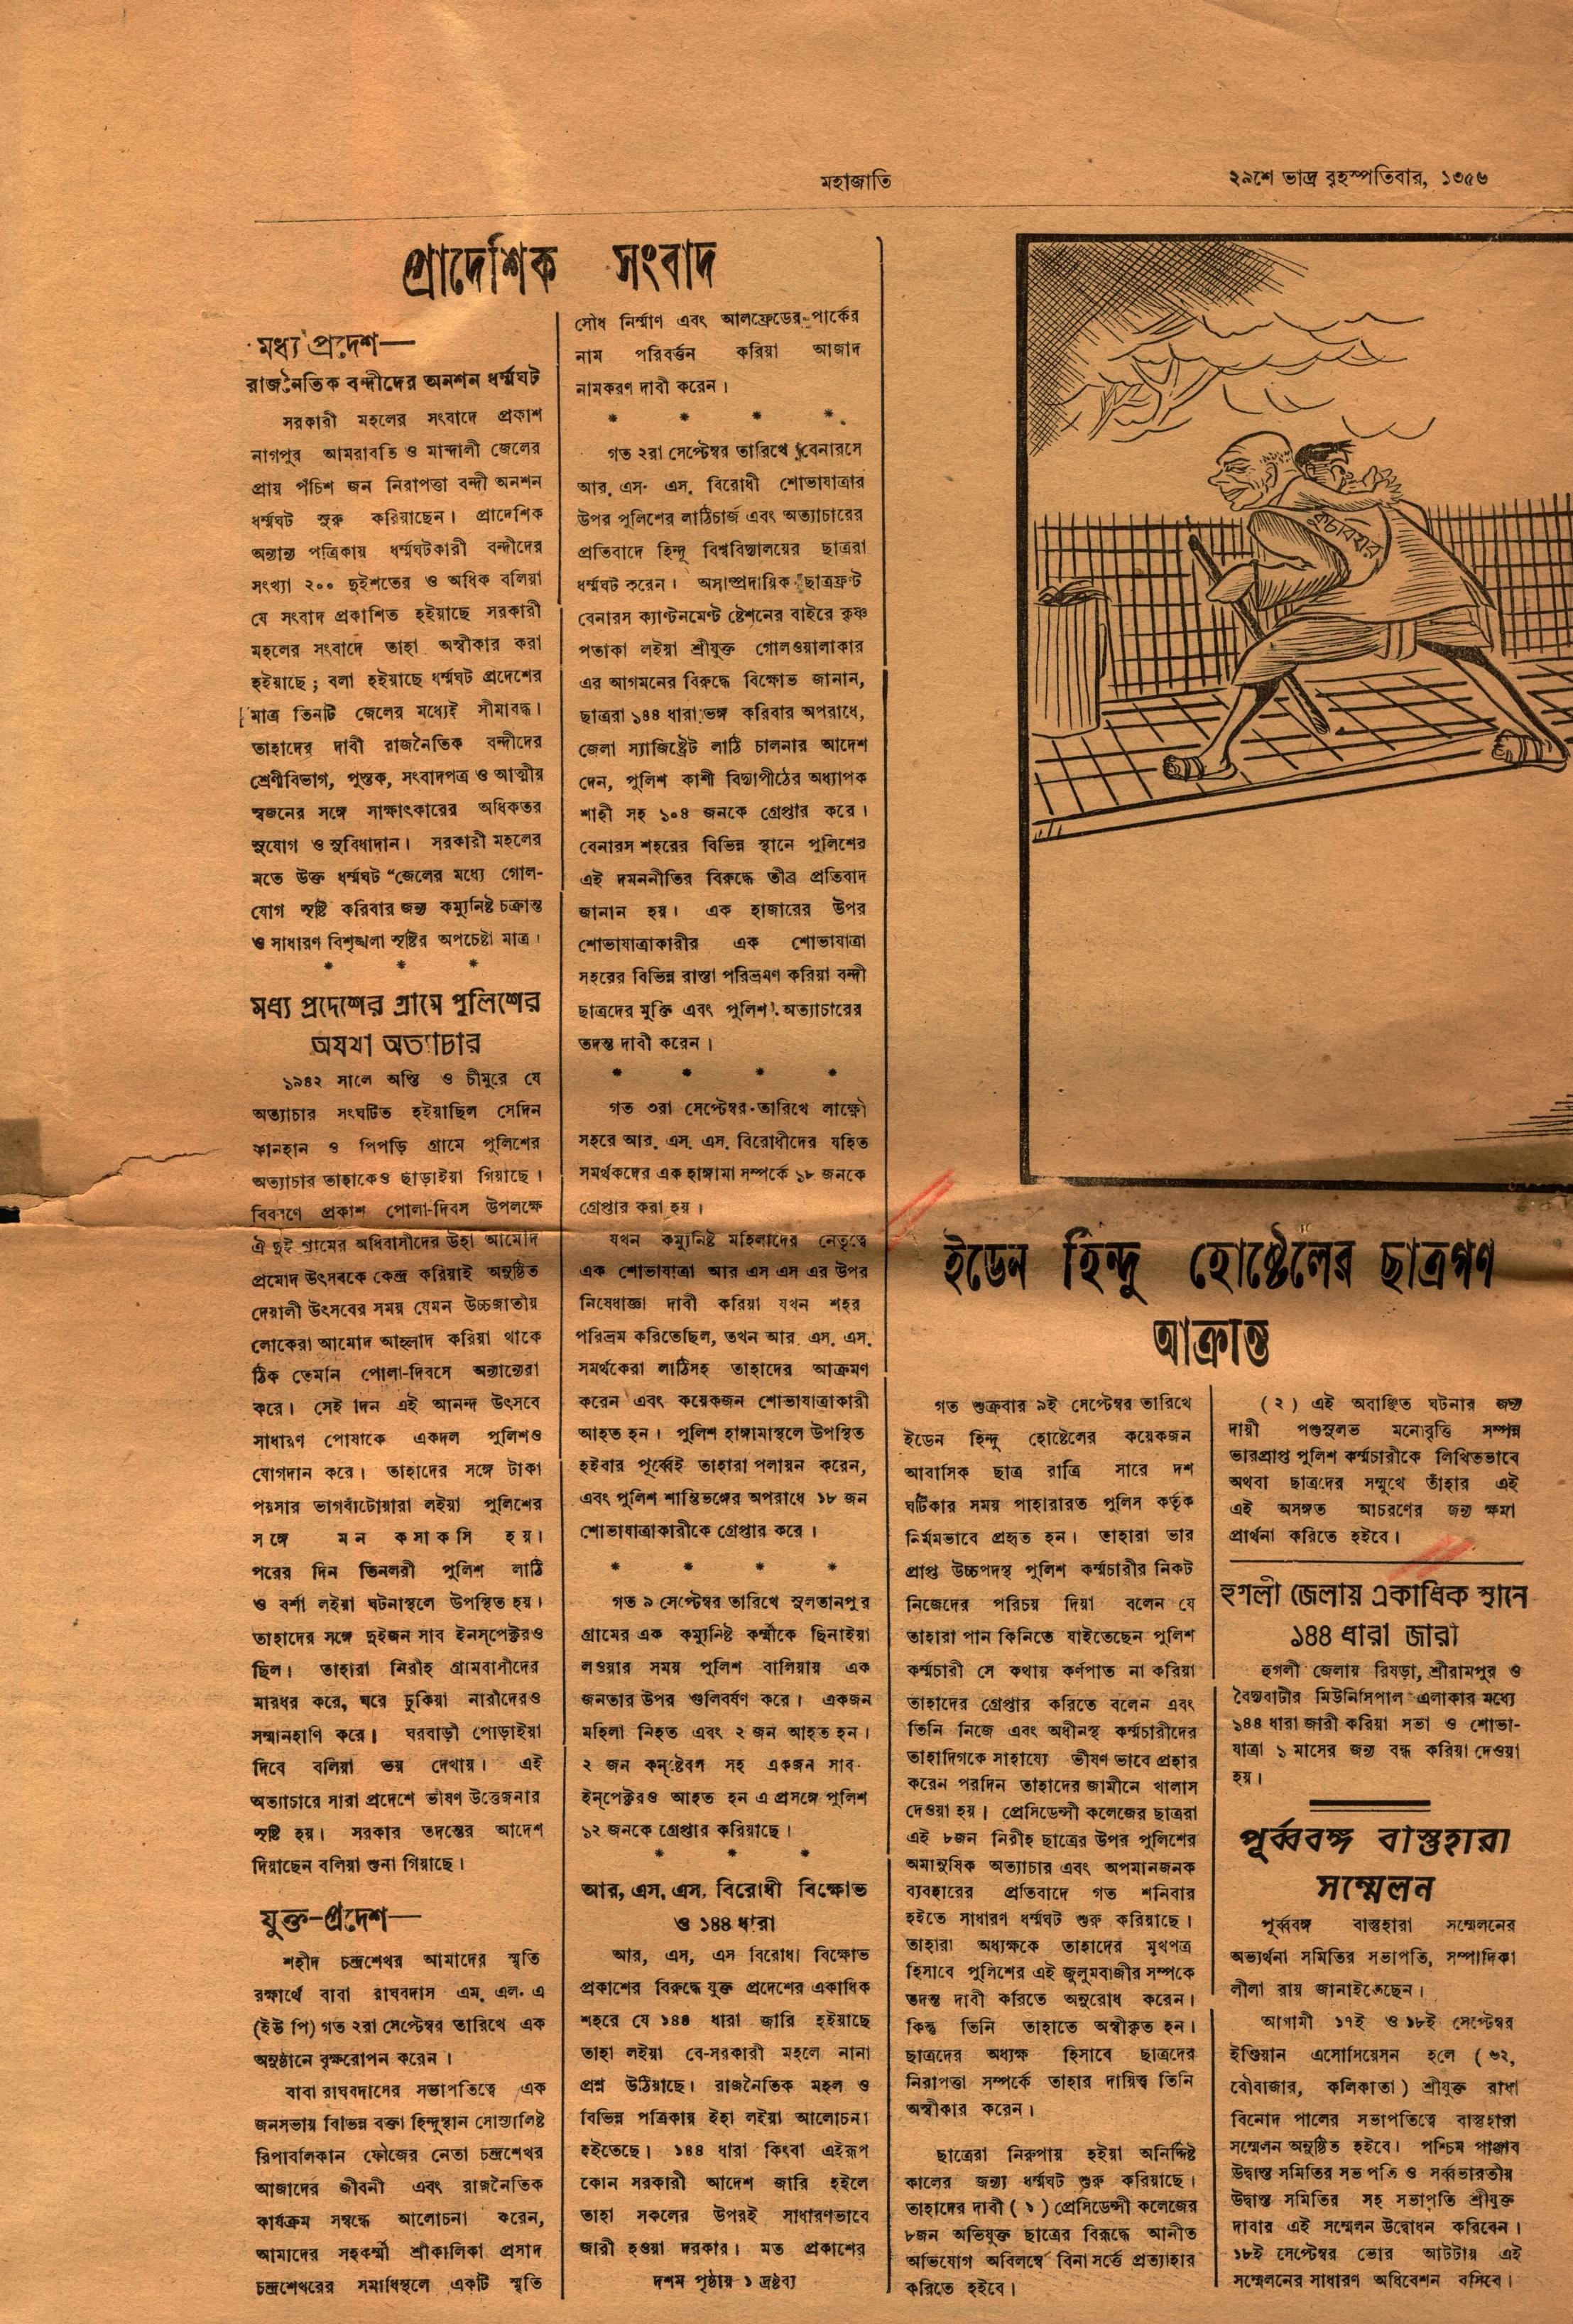 মহাজাতি
২৯শে ভাদ্র বৃহস্পতিবার, ১৩৫৬
প্রাদেশিক সংবাদ
মধ্য প্রদেশ—
রাজনৈতিক বন্দীদের অনশন ধর্ম্মঘট
সরকারী মহলের সংবাদে প্রকাশ
নাগপুর আমরাবতি ও মান্দালী জেলের
প্রায় পঁচিশ জন নিরাপত্তা বন্দী অনশন
ধর্ম্মঘট সুরু করিয়াছেন। প্রাদেশিক
অন্যান্য পত্রিকায় ধর্ম্মঘটকারী বন্দীদের
সংখ্যা ২০০ দুইশতের ও অধিক বলিয়া
যে সংবাদ প্রকাশিত হইয়াছে সরকারী
মহলের সংবাদে তাহা অস্বীকার করা
হইয়াছে ; বলা হইয়াছে ধর্ম্মঘট প্রদেশের
মাত্র তিনটি জেলের মধ্যেই সীমাবদ্ধ।
তাহাদের দাবী রাজনৈতিক বন্দীদের
শ্রেণীবিভাগ, পুস্তক, সংবাদপত্র ও আত্মীয়
স্বজনের সঙ্গে সাক্ষাৎকারের অধিকতর
সুযোগ ও সুবিধাদান। সরকারী মহলের
মতে উক্ত ধর্ম্মঘট “জেলের মধ্যে গোল-
যোগ সৃষ্টি করিবার জন্য কম্যুনিষ্ট চক্রান্ত
ও সাধারণ বিশৃঙ্খলা সৃষ্টির অপচেষ্টা মাত্র।
* * *
মধ্য প্রদেশের গ্রামে পুলিশের
অযথা অত্যাচার
১৯৪২ সালে অস্তি ও চীমুরে যে
অত্যাচার সংঘটিত হইয়াছিল সেদিন
কানহান ও পিপড়ি গ্রামে পুলিশের
অত্যাচার তাহাকেও ছাড়াইয়া গিয়াছে।
বিবরণে প্রকাশ পোলা-দিবস উপলক্ষে
ঐ দুই গ্রামের অধিবাসীদের উহা আমোদ
প্রমোদ উৎসবকে কেন্দ্র করিয়াই অনুষ্ঠিত
দেয়ালী উৎসবের সময় যেমন উচ্চজাতীয়
লোকেরা আমোদ আহ্লাদ করিয়া থাকে
ঠিক তেমনি পোলা-দিবসে অন্যান্যেরা
করে। সেই দিন এই আনন্দ উৎসবে
সাধারণ পোষাকে একদল পুলিশও
যোগদান করে। তাহাদের সঙ্গে টাকা
পয়সার ভাগবাঁটোয়ারা লইয়া পুলিশের
সঙ্গে মন কসাকসি হয়।
পরের দিন তিনলরী পুলিশ লাঠি
ও বর্শা লইয়া ঘটনাস্থলে উপস্থিত হয়।
তাহাদের সঙ্গে দুইজন সাব ইনস্পেক্টরও
ছিল। তাহারা নিরীহ গ্রামবাসীদের
মারধর করে, ঘরে ঢুকিয়া নারীদেরও
সম্মানহাণি করে। ঘরবাড়ী পোড়াইয়া
দিবে বলিয়া ভয় দেখায়। এই
অত্যাচারে সারা প্রদেশে ভীষণ উত্তেজনার
সৃষ্টি হয়। সরকার তদন্তের আদেশ
দিয়াছেন বলিয়া শুনা গিয়াছে।
যুক্ত-প্রদেশ—
শহীদ চন্দ্রশেখর আমাদের স্মৃতি
রক্ষার্থে বাবা রাঘবদাস এম. এল. এ
(ইউ পি) গত ২রা সেপ্টেম্বর তারিখে এক
অনুষ্ঠানে বৃক্ষরোপন করেন।
বাবা রাঘবদাসের সভাপতিত্বে এক
জনসভায় বিভিন্ন বক্তা হিন্দুস্থান সোস্যালিষ্ট
রিপাবলিকান ফৌজের নেতা চন্দ্রশেখর
আজাদের জীবনী এবং রাজনৈতিক
কার্যক্রম সম্বন্ধে আলোচনা করেন,
আমাদের সহকর্ম্মী শ্রীকালিকা প্রসাদ
চন্দ্রশেখরের সমাধিস্থলে একটি স্মৃতি
সৌধ নির্ম্মাণ এবং আলফ্রেডের পার্কের
নাম পরিবর্ত্তন করিয়া আজাদ
নামকরণ দাবী করেন।
* * * *
গত ২রা সেপ্টেম্বর তারিখে বেনারসে
আর. এস. এস. বিরোধী শোভাযাত্রার
উপর পুলিশের লাঠিচার্জ এবং অত্যাচারের
প্রতিবাদে হিন্দু বিশ্ববিদ্যালয়ের ছাত্ররা
ধর্ম্মঘট করেন। অসাম্প্রদায়িক ছাত্রফ্রণ্ট
বেনারস ক্যাণ্টনমেণ্ট ষ্টেশনের বাইরে কৃষ্ণ
পতাকা লইয়া শ্রীযুক্ত গোলওয়ালাকার
এর আগমনের বিরুদ্ধে বিক্ষোভ জানান,
ছাত্ররা ১৪৪ ধারা ভঙ্গ করিবার অপরাধে,
জেলা ম্যাজিষ্ট্রেট লাঠি চালনার আদেশ
দেন, পুলিশ কাশী বিদ্যাপীঠের অধ্যাপক
শাহী সহ ১০৪ জনকে গ্রেপ্তার করে।
বেনারস শহরের বিভিন্ন স্থানে পুলিশের
এই দমননীতির বিরুদ্ধে তীব্র প্রতিবাদ
জানান হয়। এক হাজারের উপর
শোভাযাত্রাকারীর এক শোভাযাত্রা
সহরের বিভিন্ন রাস্তা পরিভ্রমণ করিয়া বন্দী
ছাত্রদের মুক্তি এবং পুলিশ অত্যাচারের
তদন্ত দাবী করেন।
* * * *
গত ৩রা সেপ্টেম্বর তারিখে লাক্ষ্ণৌ
সহরে আর. এস. এস. বিরোধীদের সহিত
সমর্থকদের এক হাঙ্গামা সম্পর্কে ১৮ জনকে
গ্রেপ্তার করা হয়।
যখন কম্যুনিষ্ট মহিলাদের নেতৃত্বে
এক শোভাযাত্রা আর এস এস এর উপর
নিষেধাজ্ঞা দাবী করিয়া যখন শহর
পরিভ্রম করিতেছিল, তখন আর. এস. এস.
সমর্থকেরা লাঠিসহ তাহাদের আক্রমণ
করেন এবং কয়েকজন শোভাযাত্রাকারী
আহত হন। পুলিশ হাঙ্গামাস্থলে উপস্থিত
হইবার পূর্ব্বেই তাহারা পলায়ন করেন,
এবং পুলিশ শান্তিভঙ্গের অপরাধে ১৮ জন
শোভাযাত্রাকারীকে গ্রেপ্তার করে।
* * * *
গত ৯ সেপ্টেম্বর তারিখে সুলতানপুর
গ্রামের এক কম্যুনিষ্ট কর্ম্মীকে ছিনাইয়া
লওয়ার সময় পুলিশ বালিয়ায় এক
জনতার উপর গুলিবর্ষণ করে। একজন
মহিলা নিহত এবং ২ জন আহত হন।
২ জন কনষ্টেবল সহ একজন সাব-
ইনস্পেক্টরও আহত হন এ প্রসঙ্গে পুলিশ
১২ জনকে গ্রেপ্তার করিয়াছে।
* * *
আর, এস, এস, বিরোধী বিক্ষোভ
ও ১৪৪ ধারা
আর, এস, এস বিরোধী বিক্ষোভ
প্রকাশের বিরুদ্ধে যুক্ত প্রদেশের একাধিক
শহরে যে ১৪৪ ধারা জারি হইয়াছে
তাহা লইয়া বে-সরকারী মহলে নানা
প্রশ্ন উঠিয়াছে। রাজনৈতিক মহল ও
বিভিন্ন পত্রিকায় ইহা লইয়া আলোচনা
হইতেছে। ১৪৪ ধারা কিংবা এইরূপ
কোন সরকারী আদেশ জারি হইলে
তাহা সকলের উপরই সাধারণভাবে
জারী হওয়া দরকার। মত প্রকাশের
দশম পৃষ্ঠায় ১ দ্রষ্টব্য
ইডেন হিন্দু হোষ্টেলের ছাত্রগণ
আক্রান্ত
গত শুক্রবার ৯ই সেপ্টেম্বর তারিখে
ইডেন হিন্দু হোষ্টেলের কয়েকজন
আবাসিক ছাত্র রাত্রি সারে দশ
ঘটিকার সময় পাহারারত পুলিস কর্তৃক
নির্মমভাবে প্রহৃত হন। তাহারা ভার
প্রাপ্ত উচ্চপদস্থ পুলিশ কর্ম্মচারীর নিকট
নিজেদের পরিচয় দিয়া বলেন যে
তাহারা পান কিনিতে যাইতেছেন পুলিশ
কর্ম্মচারী সে কথায় কর্ণপাত না করিয়া
তাহাদের গ্রেপ্তার করিতে বলেন এবং
তিনি নিজে এবং অধীনস্থ কর্ম্মচারীদের
তাহাদিগকে সাহায্যে ভীষণ ভাবে প্রহার
করেন পরদিন তাহাদের জামীনে খালাস
দেওয়া হয়। প্রেসিডেন্সী কলেজের ছাত্ররা
এই ৮জন নিরীহ ছাত্রের উপর পুলিশের
অমানুষিক অত্যাচার এবং অপমানজনক
ব্যবহারের প্রতিবাদে গত শনিবার
হইতে সাধারণ ধর্ম্মঘট শুরু করিয়াছে।
তাহারা অধ্যক্ষকে তাহাদের মুখপত্র
হিসাবে পুলিশের এই জুলুমবাজীর সম্পকে
তদন্ত দাবী করিতে অনুরোধ করেন।
কিন্তু তিনি তাহাতে অস্বীকৃত হন।
ছাত্রদের অধ্যক্ষ হিসাবে ছাত্রদের
নিরাপত্তা সম্পর্কে তাহার দায়িত্ব তিনি
অস্বীকার করেন।
ছাত্রেরা নিরুপায় হইয়া অনির্দ্দিষ্ট
কালের জন্য ধর্ম্মঘট শুরু করিয়াছে।
তাহাদের দাবী ( ১ ) প্রেসিডেন্সী কলেজের
৮জন অভিযুক্ত ছাত্রের বিরূদ্ধে আনীত
অভিযোগ অবিলম্বে বিনা সর্ত্তে প্রত্যাহার
করিতে হইবে।
( ২ ) এই অবাঞ্ছিত ঘটনার জন্য
দায়ী পশুসুলভ মনোবৃত্তি সম্পন্ন
ভারপ্রাপ্ত পুলিশ কর্ম্মচারীকে লিখিতভাবে
অথবা ছাত্রদের সম্মুখে তাঁহার এই
এই অসঙ্গত আচরণের জন্য ক্ষমা
প্রার্থনা করিতে হইবে।
হুগলী জেলায় একাধিক স্থানে
১৪৪ ধারা জারী
হুগলী জেলায় রিষড়া, শ্রীরামপুর ও
বৈদ্যবাটীর মিউনিসিপাল এলাকার মধ্যে
১৪৪ ধারা জারী করিয়া সভা ও শোভা-
যাত্রা ১ মাসের জন্য বন্ধ করিয়া দেওয়া
হয়।
পূর্ব্ববঙ্গ বাস্তুহারা
সম্মেলন
পূর্ব্ববঙ্গ বাস্তুহারা সম্মেলনের
অভ্যর্থনা সমিতির সভাপতি, সম্পাদিকা
লীলা রায় জানাইতেছেন।
আগামী ১৭ই ও ১৮ই সেপ্টেম্বর
ইণ্ডিয়ান এসোসিয়েসন হলে ( ৬২,
বৌবাজার, কলিকাতা ) শ্রীযুক্ত রাধা
বিনোদ পালের সভাপতিত্বে বাস্তুহারা
সম্মেলন অনুষ্ঠিত হইবে। পশ্চিম পাঞ্জাব
উদ্বাস্তু সমিতির সভাপতি ও সর্ব্বভারতীয়
উদ্বাস্তু সমিতির সহ সভাপতি শ্রীযুক্ত
দাবার এই সম্মেলন উদ্বোধন করিবেন।
১৮ই সেপ্টেম্বর ভোর আটটায় এই
সম্মেলনের সাধারণ অধিবেশন বসিবে।